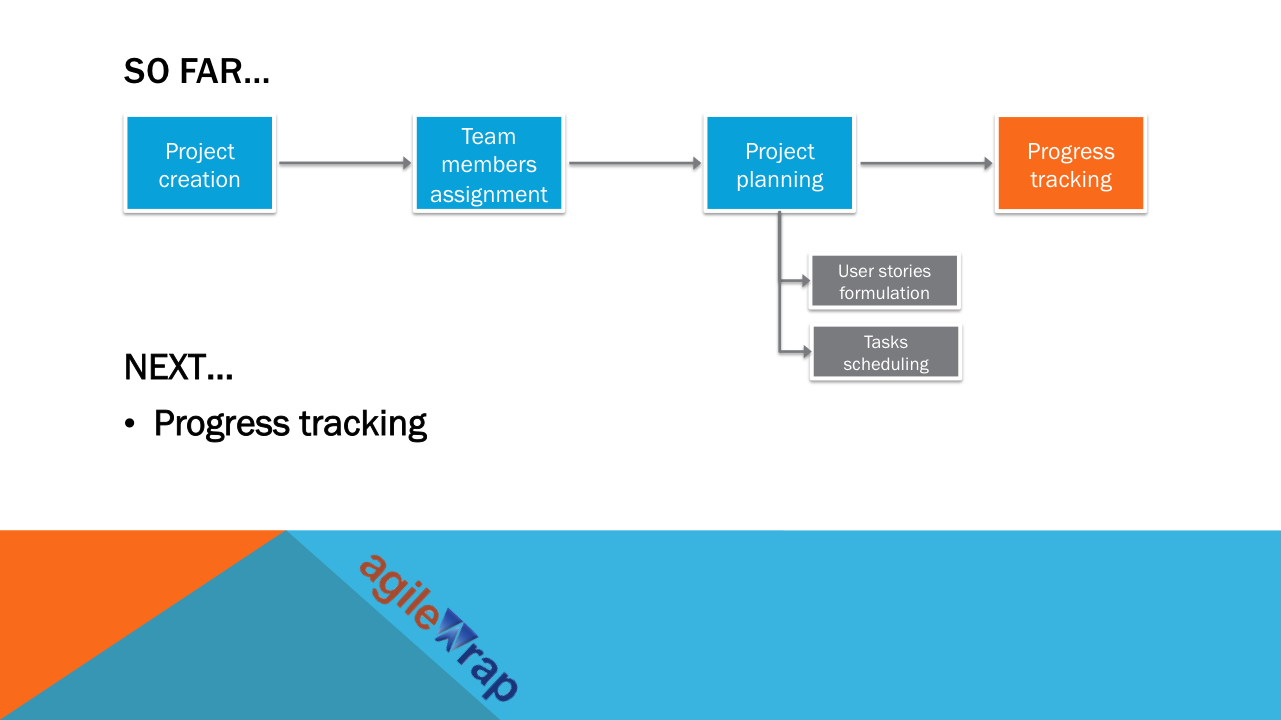 SO FAR…
Project
creation
Team
members
assignment
Project
planning
Progress
tracking
User stories
formulation
Tasks
scheduling
NEXT…
• Progress tracking
agileWrap